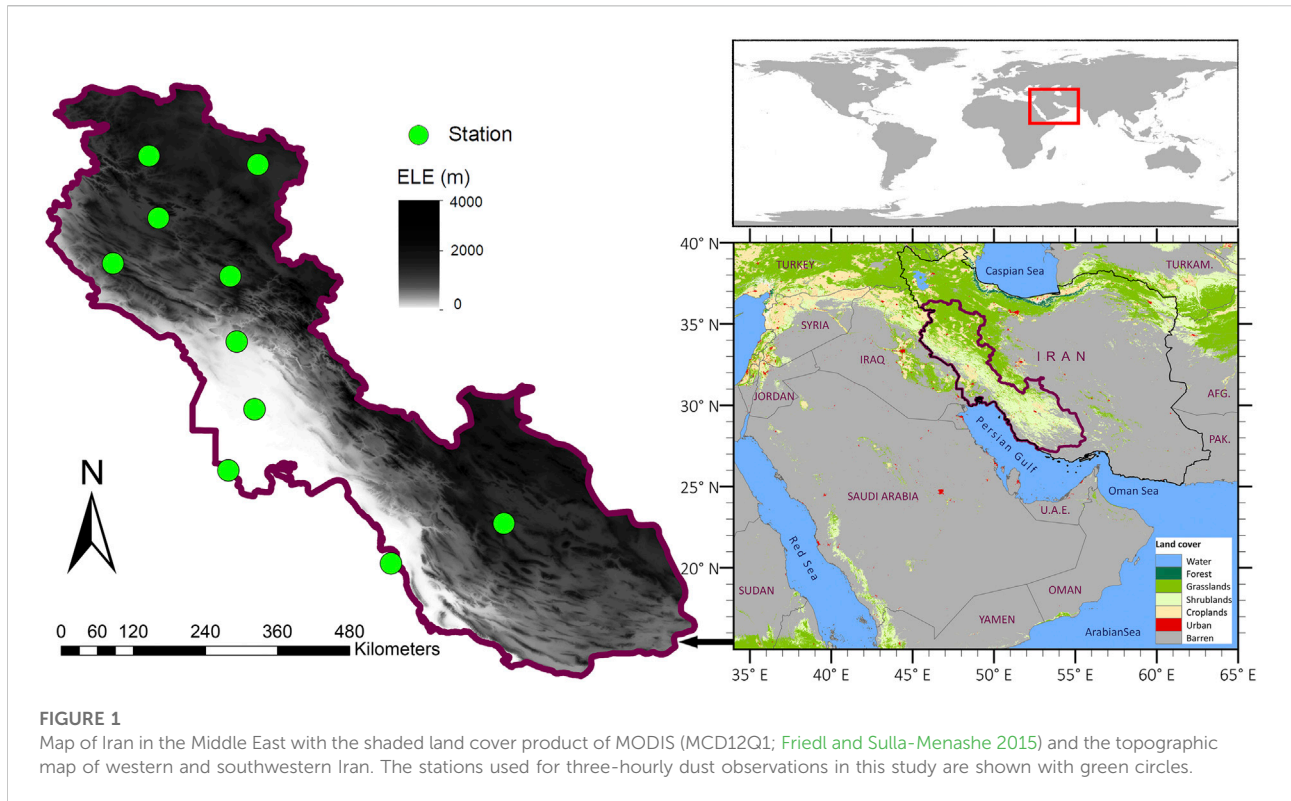 Station
ELE (m)
4000
2000
0
N
0 60 120 240 360 480
Kilometers
40° N
35° N
30° N
25° N
20° N
35° E 40° E 45° E 50° E 55° E 60° E 65° E
TURKEY
Caspian Sea
TURKAM.
SYRIA
IRAQ
IRAN
JORDAN
AFG.
PAK.
Persian Gulf
SAUDI ARABIA
U.A.E.
Oman Sea
Red Sea
SUDAN
OMAN
YEMEN
ArabianSea
Land cover
Water
Forest
Grasslands
Shrublands
Croplands
Urban
Barren
FIGURE 1
Map of Iran in the Middle East with the shaded land cover product of MODIS (MCD12Q1; Friedl and Sulla-Menashe 2015) and the topographic
map of western and southwestern Iran. The stations used for three-hourly dust observations in this study are shown with green circles.